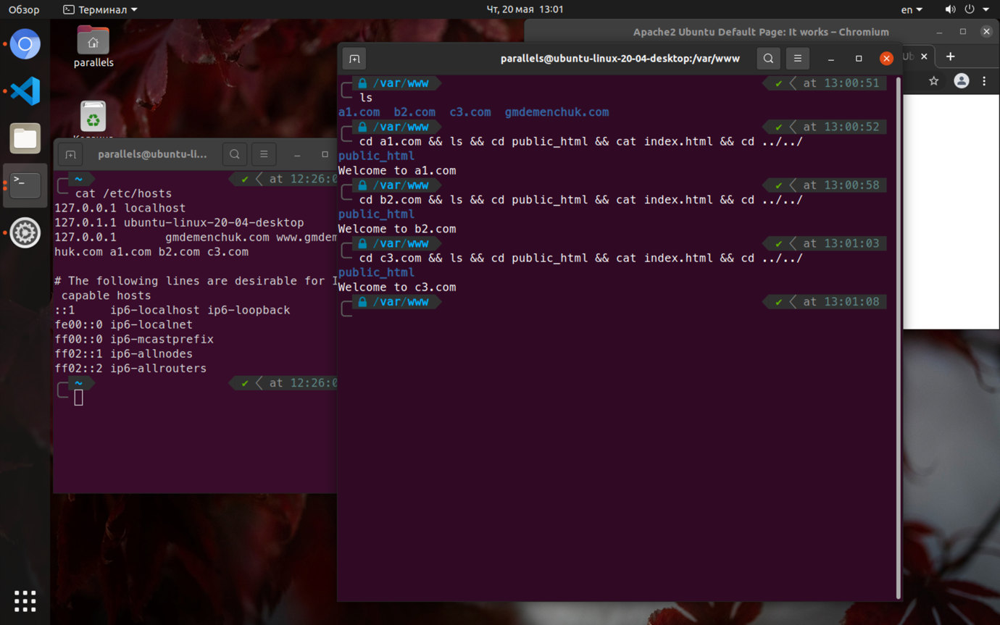 Обзор
Терминал
Чт, 20 мая 13:01
en
parallels
Apache2 Ubuntu Default Page: It works – Chromium
parallels@ubuntu-linux-20-04-desktop:/var/www
/var/www ✔ at 13:00:51
ls
a1.com b2.com c3.com gmdemenchuk.com
/var/www ✔ at 13:00:52
cd a1.com && ls && cd public_html && cat index.html && cd ../../
public_html
Welcome to a1.com
/var/www ✔ at 13:00:58
cd b2.com && ls && cd public_html && cat index.html && cd ../../
public_html
Welcome to b2.com
/var/www ✔ at 13:01:03
cd c3.com && ls && cd public_html && cat index.html && cd ../../
public_html
Welcome to c3.com
/var/www ✔ at 13:01:08
parallels@ubuntu-li...
~ ✔ at 12:26:0
cat /etc/hosts
127.0.0.1 localhost
127.0.1.1 ubuntu-linux-20-04-desktop
127.0.0.1 gmdemenchuk.com www.gmdem
huk.com a1.com b2.com c3.com
# The following lines are desirable for I
capable hosts
::1 ip6-localhost ip6-loopback
fe00::0 ip6-localnet
ff00::0 ip6-mcastprefix
ff02::1 ip6-allnodes
ff02::2 ip6-allrouters
~ ✔ at 12:26:0